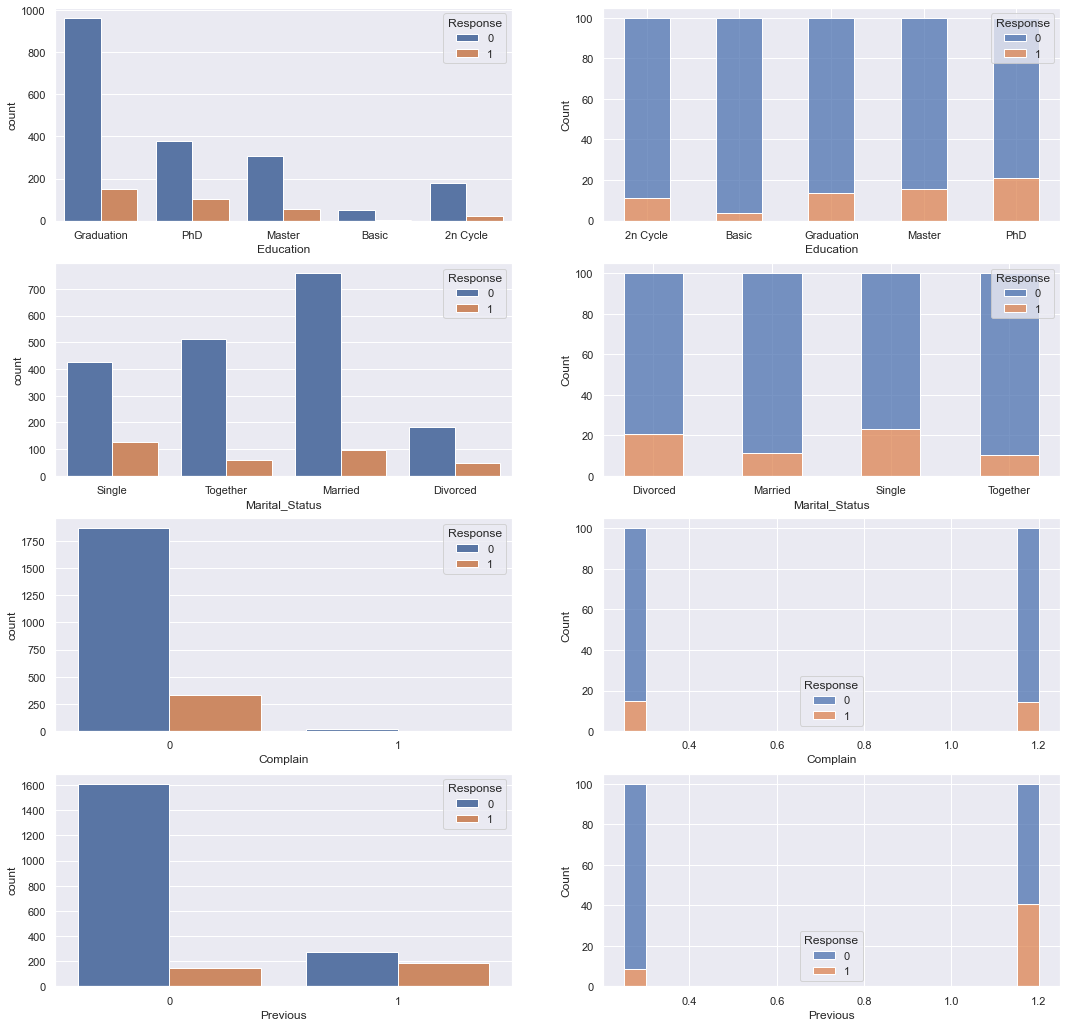 1000
800
600
400
200
0
count
Graduation PhD Master Basic 2n Cycle
Education
Response
0
1
100
80
60
40
20
0
Count
2n Cycle Basic Graduation Master PhD
Education
Response
0
1
700
600
500
400
300
200
100
0
count
Single Together Married Divorced
Marital_Status
Response
0
1
100
80
60
40
20
0
Count
Divorced Married Single Together
Marital_Status
Response
0
1
1750
1500
1250
1000
750
500
250
0
count
0 1
Complain
Response
0
1
100
80
60
40
20
0
Count
0.4 0.6 0.8 1.0 1.2
Complain
Response
0
1
1600
1400
1200
1000
800
600
400
200
0
count
0 1
Previous
Response
0
1
100
80
60
40
20
0
Count
0.4 0.6 0.8 1.0 1.2
Previous
Response
0
1